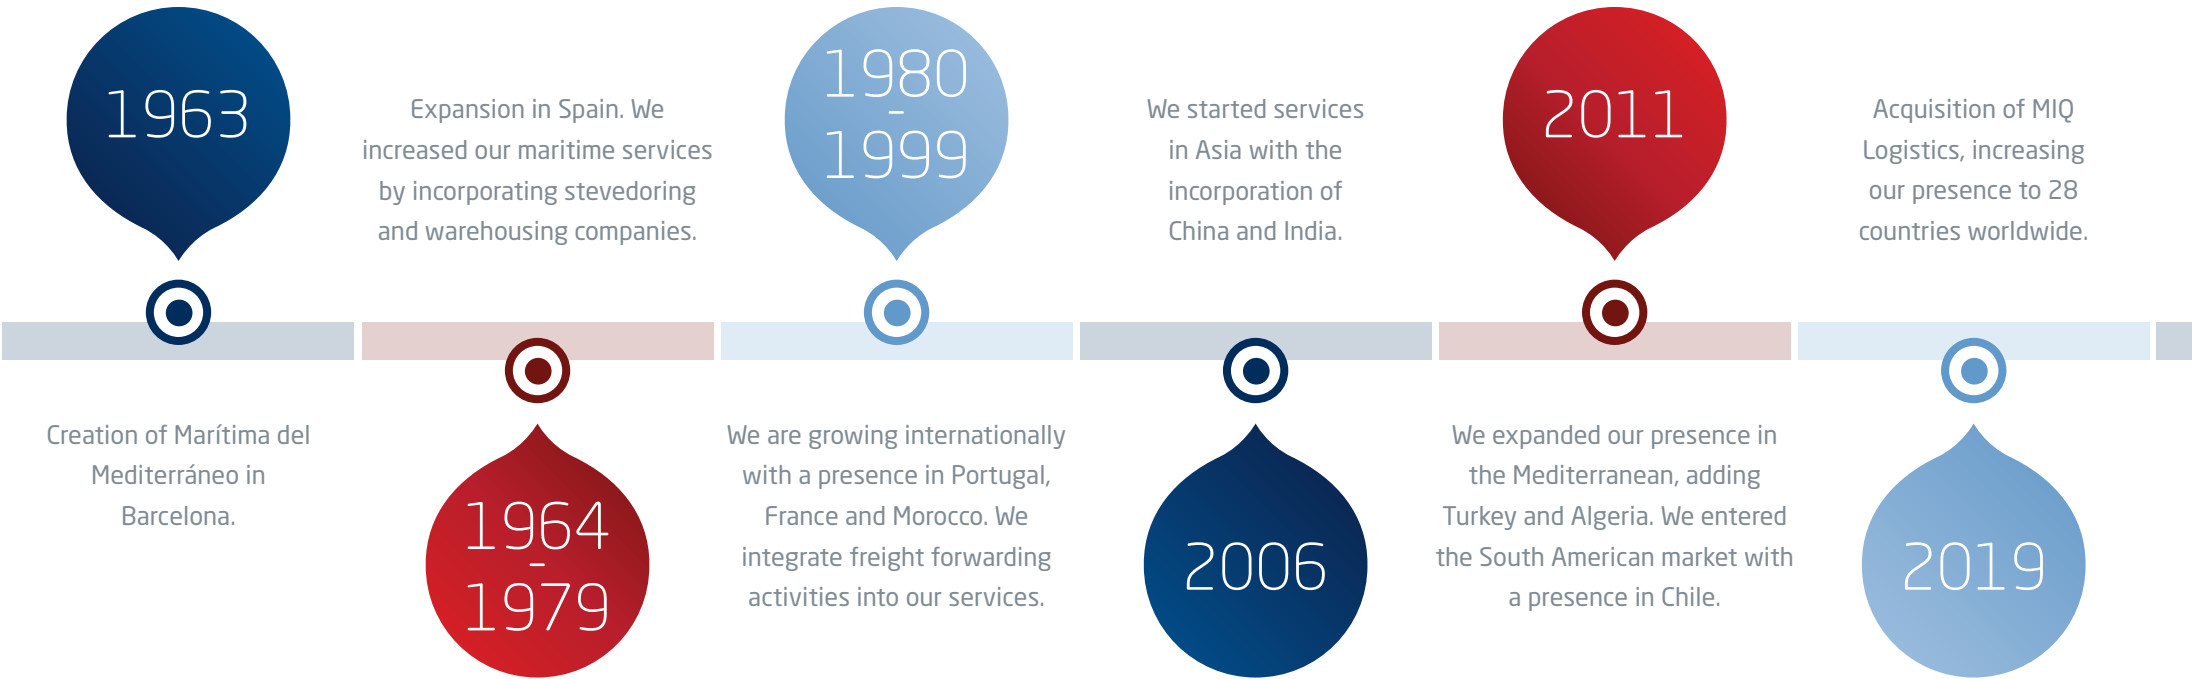 1963
Creation of Marítima del
Mediterráneo in
Barcelona.
Expansion in Spain. We
increased our maritime services
by incorporating stevedoring
and warehousing companies.
1964
–
1979
1980
–
1999
We are growing internationally
with a presence in Portugal,
France and Morocco. We
integrate freight forwarding
activities into our services.
We started services
in Asia with the
incorporation of
China and India.
2006
2011
We expanded our presence in
the Mediterranean, adding
Turkey and Algeria. We entered
the South American market with
a presence in Chile.
Acquisition of MIQ
Logistics, increasing
our presence to 28
countries worldwide.
2019